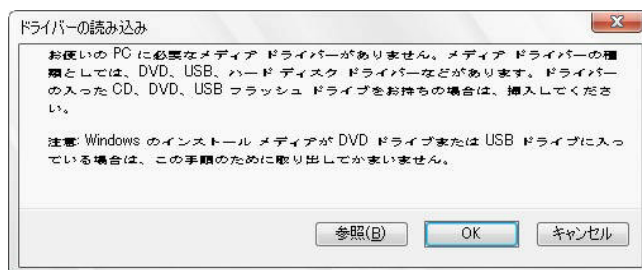 ドライバーの読み込み
お使いの PC に必要なメディア ドライバーがありません。メディア ドライバーの種
類としては、DVD、USB、ハード ディスク ドライバーなどがあります。ドライバー
の入った CD、DVD、USB フラッシュ ドライブをお持ちの場合は、挿入してくださ
い。
注意: Windows のインストール メディアが DVD ドライブまたは USB ドライブに入っ
ている場合は、この手順のために取り出してかまいません。
参照(B)
OK
キャンセル